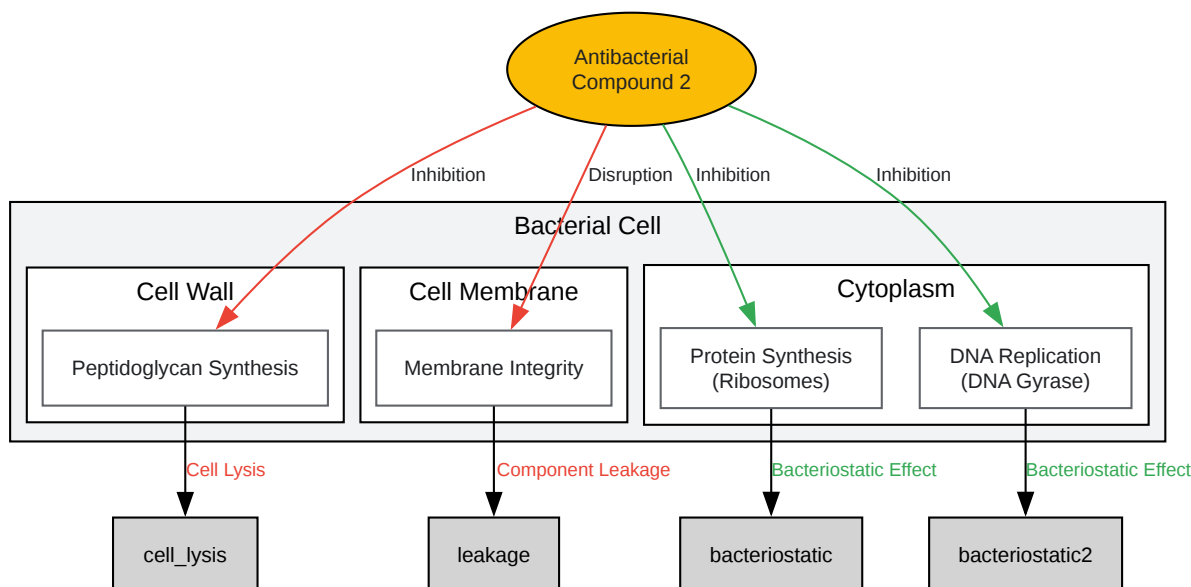 Antibacterial
Compound 2
Inhibition
Disruption
Inhibition
Inhibition
Bacterial Cell
Cell Wall
Cell Membrane
Cytoplasm
Peptidoglycan Synthesis
Membrane Integrity
Protein Synthesis
(Ribosomes)
DNA Replication
(DNA Gyrase)
Cell Lysis
Component Leakage
Bacteriostatic Effect
Bacteriostatic Effect
cell_lysis
leakage
bacteriostatic
bacteriostatic2